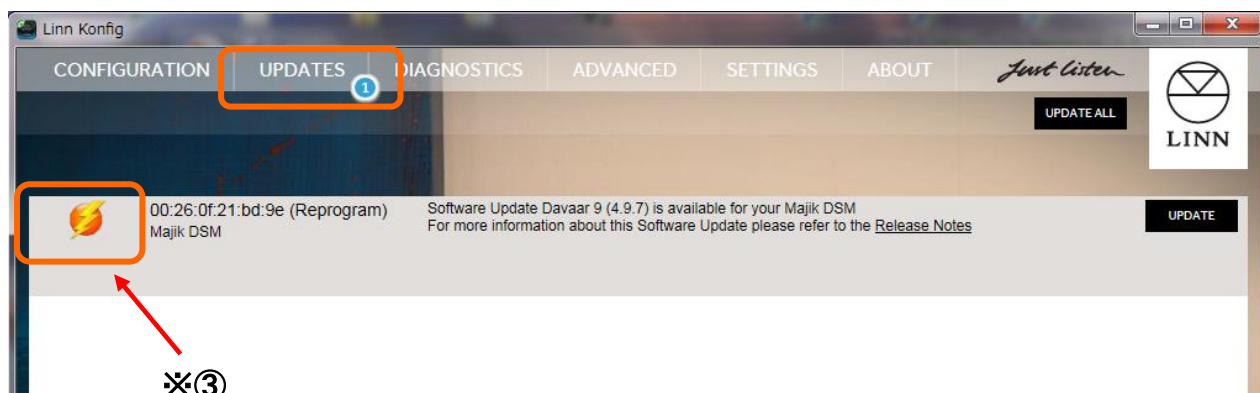 Linn Konfig
CONFIGURATION UPDATES 1 DIAGNOSTICS ADVANCED SETTINGS ABOUT Just listen
UPDATE ALL
LINN
00:26:0f:21:bd:9e (Reprogram)
Majik DSM
Software Update Davaar 9 (4.9.7) is available for your Majik DSM
For more information about this Software Update please refer to the Release Notes
UPDATE
※③